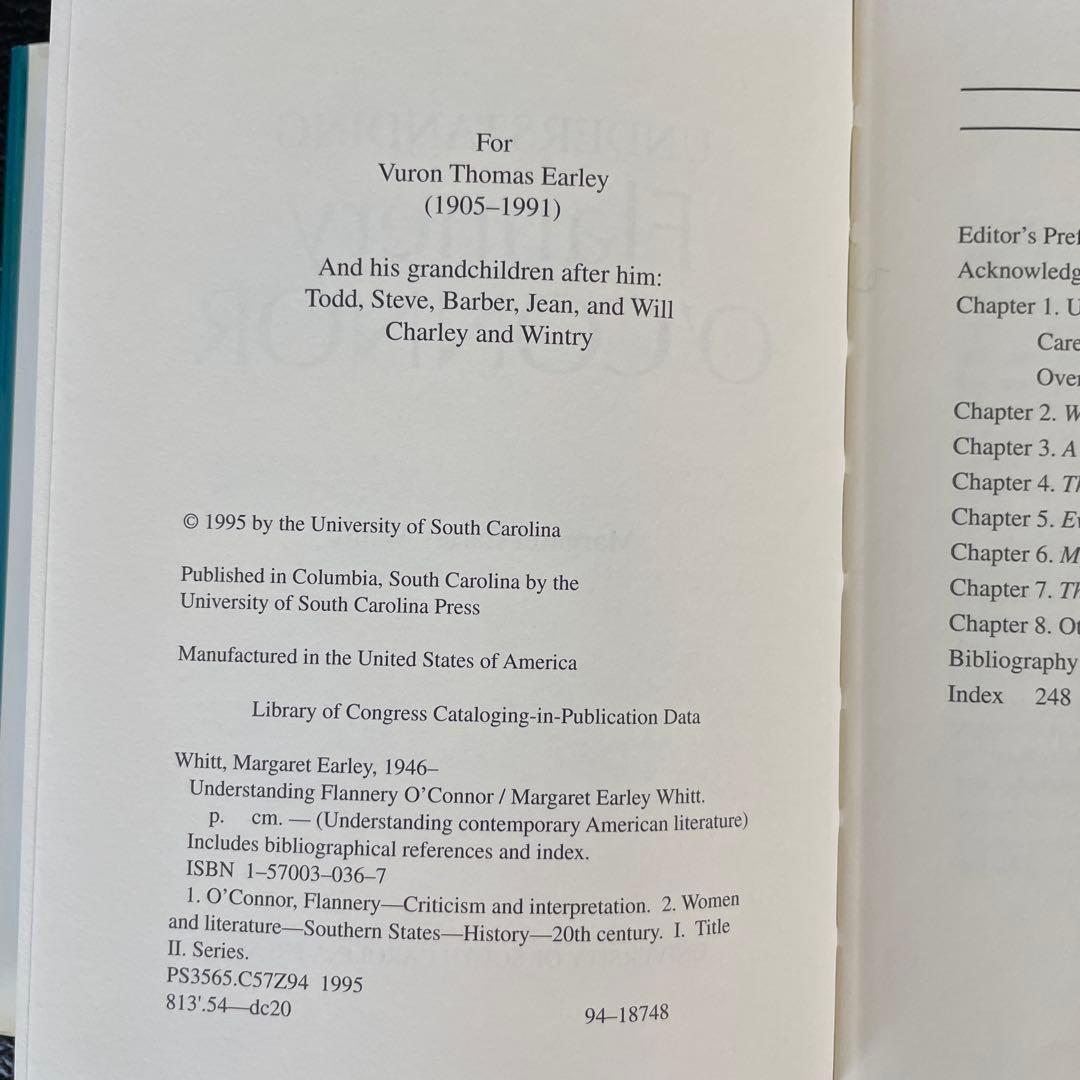 For
Vuron Thomas Earley
(1905–1991)
And his grandchildren after him:
Todd, Steve, Barber, Jean, and Will
Charley and Wintry
© 1995 by the University of South Carolina
Published in Columbia, South Carolina by the
University of South Carolina Press
Manufactured in the United States of America
Library of Congress Cataloging-in-Publication Data
Whitt, Margaret Earley, 1946–
Understanding Flannery O’Connor / Margaret Earley Whitt.
p. cm. — (Understanding contemporary American literature)
Includes bibliographical references and index.
ISBN 1–57003–036–7
1. O’Connor, Flannery—Criticism and interpretation. 2. Women
and literature—Southern States—History—20th century. I. Title
II. Series.
PS3565.C57Z94 1995
813'.54—dc20
94–18748
Editor’s
Chapter 1.
Chapter 2.
Chapter 3. A
Chapter 4.
Chapter 5.
Chapter 6.
Chapter 7.
Chapter 8.
Bibliography
Index 248